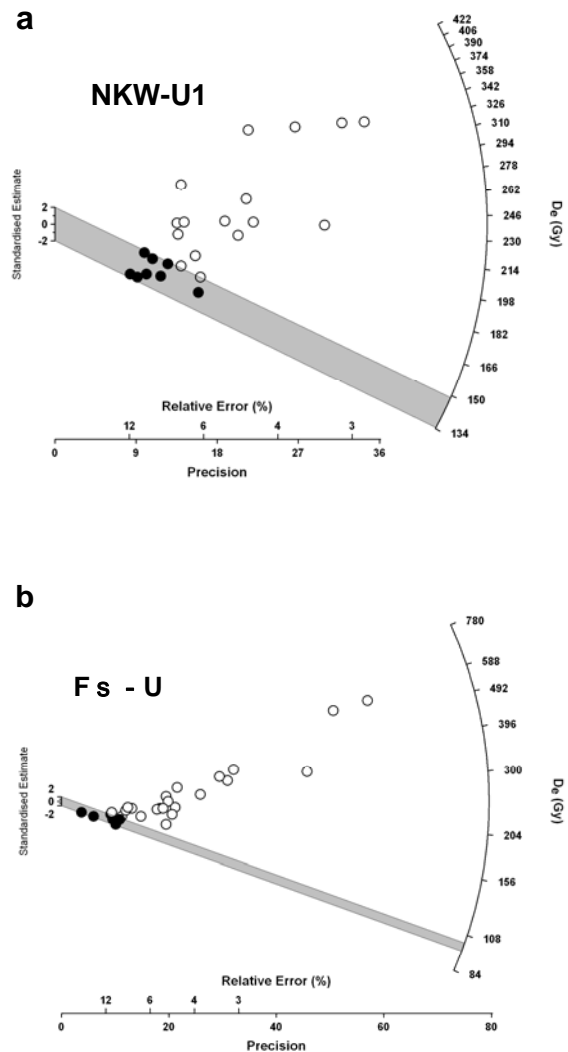 a
NKW-U1
422
406
390
374
358
342
326
310
294
278
262
246
230
214
198
182
166
150
134
De (Gy)
Standardised Estimate
2
0
-2
Relative Error (%)
12 6 4 3
0 9 18 27 36
Precision
b
Fs - U
780
588
492
396
300
204
156
108
84
De (Gy)
Standardised Estimate
2
0
-2
Relative Error (%)
12 6 4 3
0 20 40 60 80
Precision